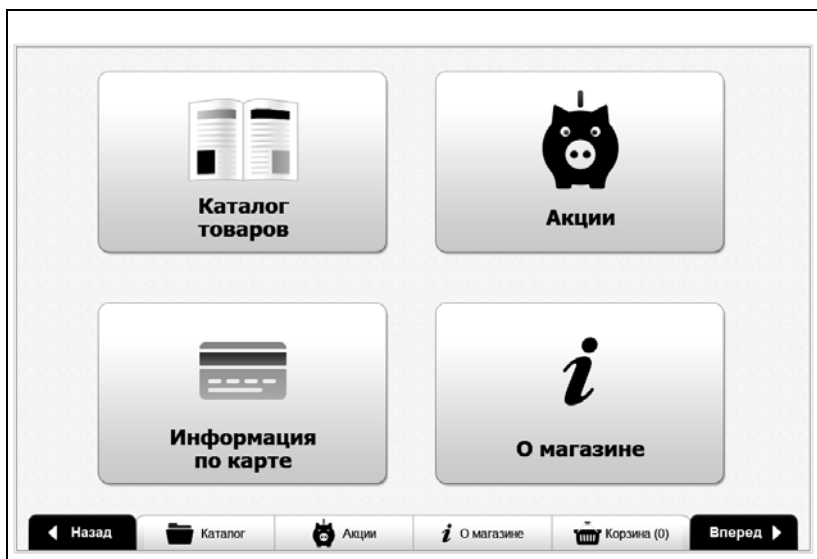 Каталог
товаров
Акции
Информация
по карте
О магазине
Назад Каталог Акции О магазине Корзина (0) Вперед